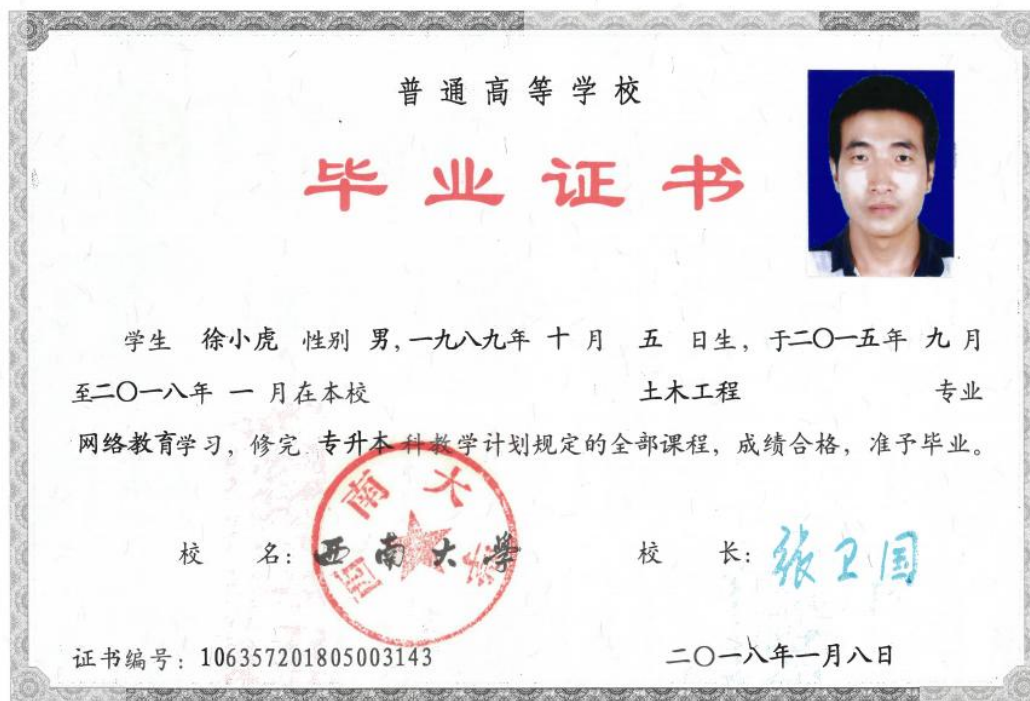 普通高等学校
毕业证书
学生 徐小虎 性别 男,一九八九年 十 月 五 日生,于二〇一五年 九 月
至二〇一八年 一 月在本校 土木工程 专业
网络教育学习,修完 专升本 科教学计划规定的全部课程,成绩合格,准予毕业。
校 名:西南大学 校 长:张卫国
西南大学
证书编号:106357201805003143 二〇一八年一月八日